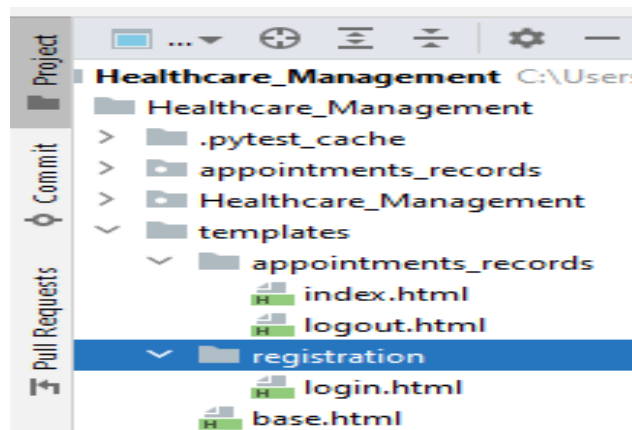 Project
Commit
Pull Requests
...
Healthcare_Management C:\Users
Healthcare_Management
.pytest_cache
appointments_records
Healthcare_Management
templates
appointments_records
index.html
logout.html
registration
login.html
base.html